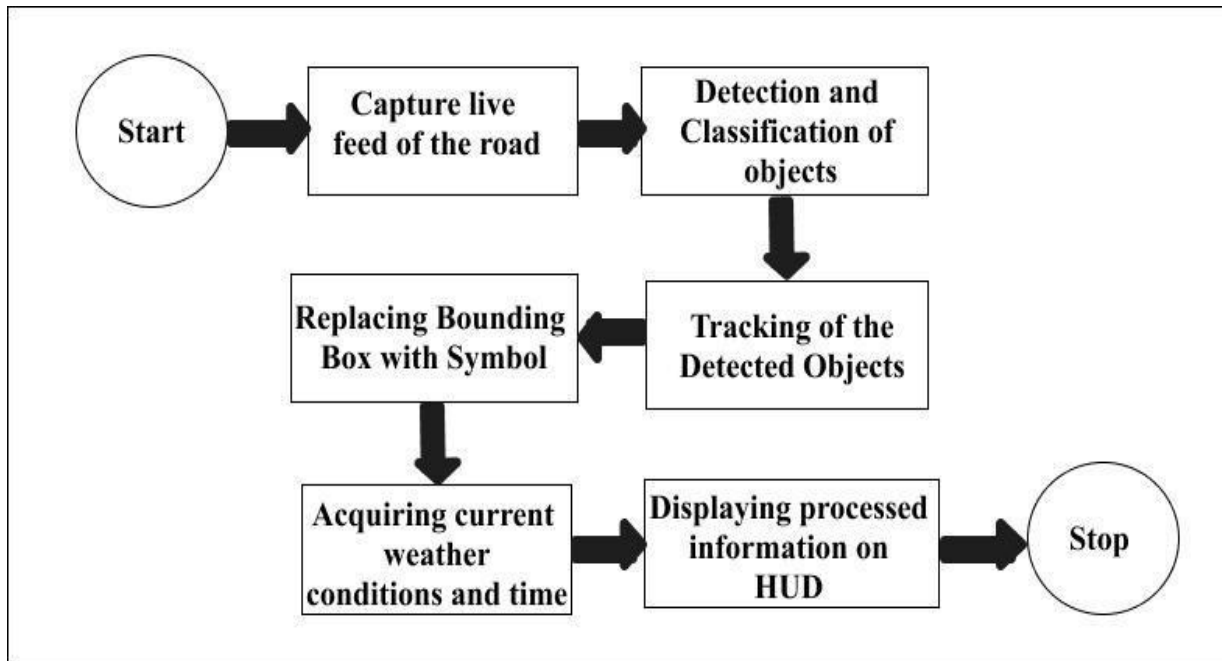 Start
Capture live
feed of the road
Detection and
Classification of
objects
Tracking of the
Detected Objects
Replacing Bounding
Box with Symbol
Acquiring current
weather
conditions and time
Displaying processed
information on
HUD
Stop